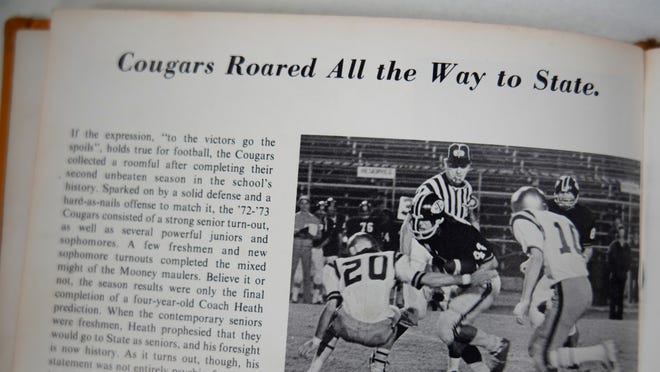 Cougars Roared All the Way to State.
If the expression, "to the victors go the
spoils", holds true for football, the Cougars
collected a roomful after completing their
second unbeaten season in the school's
history. Sparked on by a solid defense and a
hard-as-nails offense to match it, the '72-'73
Cougars consisted of a strong senior turn-out,
as well as several powerful juniors and
sophomores. A few freshmen and new
sophomore turnouts completed the mixed
might of the Mooney maulers. Believe it or
not, the season results were only the final
completion of a four-year-old Coach Heath
prediction. When the contemporary seniors
were freshmen, Heath prophesied that they
would go to State as seniors, and his foresight
is now history. As it turns out, though, his
statement was not entirely
RESERVED
76
20
44
1